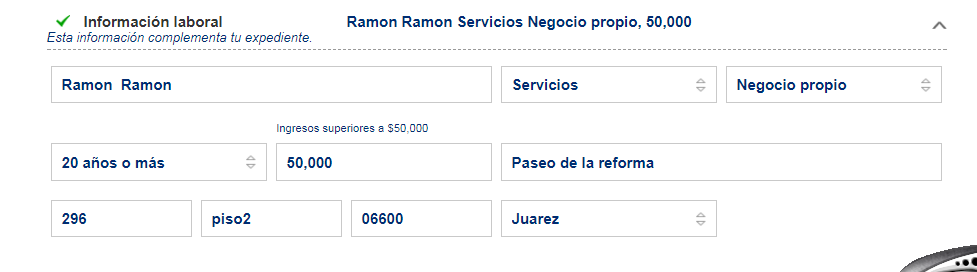 Información laboral Ramon Ramon Servicios Negocio propio, 50,000
Esta información complementa tu expediente.
Ramon Ramon Servicios Negocio propio
Ingresos superiores a $50,000
20 años o más 50,000 Paseo de la reforma
296 piso2 06600 Juarez